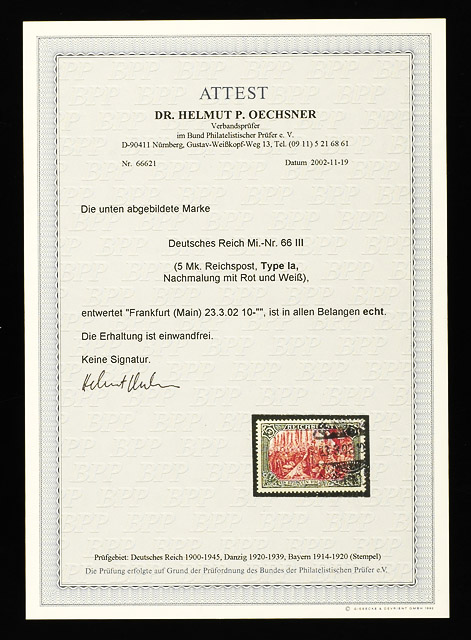 ATTEST
DR. HELMUT P. OECHSNER
Verbandsprüfer
im Bund Philatelistischer Prüfer e. V.
D-90411 Nürnberg, Gustav-Weißkopf-Weg 13, Tel. (09 11) 5 21 68 61
Nr. 66621 Datum 2002-11-19
Die unten abgebildete Marke
Deutsches Reich Mi.-Nr. 66 III
(5 Mk. Reichspost, Type Ia,
Nachmalung mit Rot und Weiß),
entwertet "Frankfurt (Main) 23.3.02 10-"", ist in allen Belangen echt.
Die Erhaltung ist einwandfrei.
Keine Signatur.
REICHSPOST
Prüfgebiet: Deutsches Reich 1900-1945, Danzig 1920-1939, Bayern 1914-1920 (Stempel)
Die Prüfung erfolgte auf Grund der Prüfordnung des Bundes der Philatelistischen Prüfer e.V.
© GIESECKE & DEVRIENT GMBH